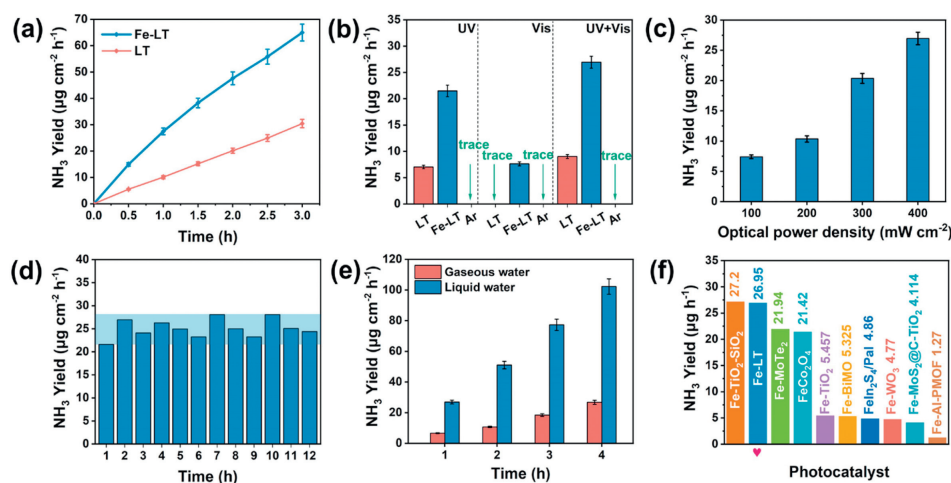 (a)
NH₃ Yield (µg cm⁻² h⁻¹)
70
60
50
40
30
20
10
0
Fe-LT
LT
0.0 0.5 1.0 1.5 2.0 2.5 3.0
Time (h)
(b)
NH₃ Yield (µg cm⁻² h⁻¹)
35
30
25
20
15
10
5
0
UV Vis UV+Vis
trace trace trace trace
LT Fe-LT Ar LT Fe-LT Ar LT Fe-LT Ar
(c)
NH₃ Yield (µg cm⁻² h⁻¹)
30
25
20
15
10
5
0
100 200 300 400
Optical power density (mW cm⁻²)
(d)
NH₃ Yield (µg cm⁻² h⁻¹)
35
30
25
20
15
10
5
0
1 2 3 4 5 6 7 8 9 10 11 12
Time (h)
(e)
NH₃ Yield (µg cm⁻² h⁻¹)
120
100
80
60
40
20
0
Gaseous water
Liquid water
1 2 3 4
Time (h)
(f)
NH₃ Yield (µg h⁻¹)
35
30
25
20
15
10
5
0
Fe-TiO₂-SiO₂ 27.2
Fe-LT 26.95
Fe-MoTe₂ 21.94
FeCo₂O₄ 21.42
Fe-TiO₂ 5.457
Fe-BiMO 5.325
FeIn₂S₄/Pal 4.86
Fe-WO₃ 4.77
Fe-MoS₂@C-TiO₂ 4.114
Fe-Al-PMOF 1.27
Photocatalyst